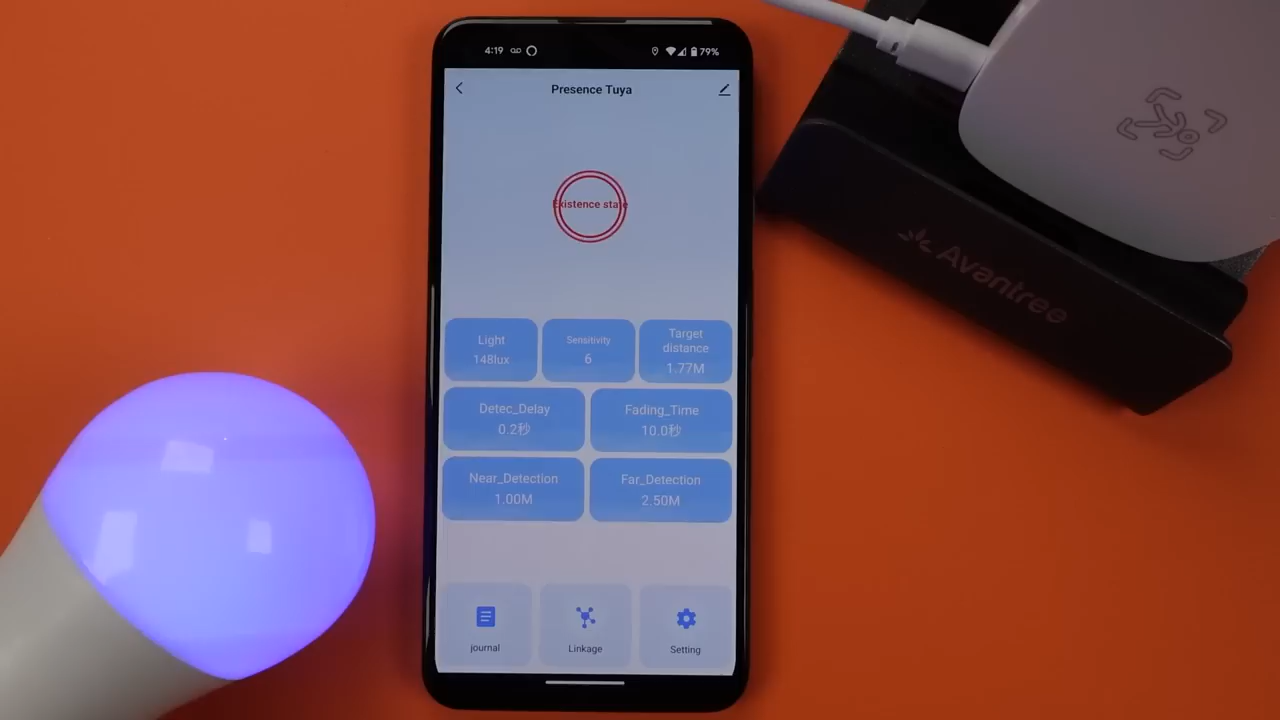 4:19
79%
Presence Tuya
Existence state
Light
148lux
Sensitivity
6
Target
distance
1.77M
Detec_Delay
0.2秒
Fading_Time
10.0秒
Near_Detection
1.00M
Far_Detection
2.50M
journal
Linkage
Setting
Avantree